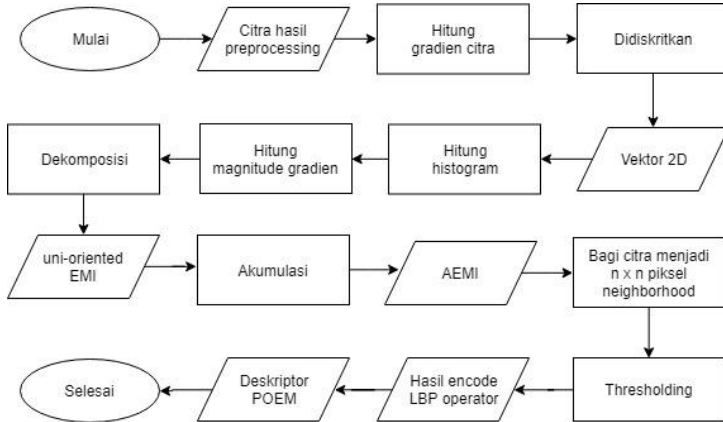 Mulai
Citra hasil
preprocessing
Hitung
gradien citra
Didiskritkan
Vektor 2D
Hitung
histogram
Hitung
magnitude gradien
Dekomposisi
uni-oriented
EMI
Akumulasi
AEMI
Bagi citra menjadi
n x n piksel
neighborhood
Thresholding
Hasil encode
LBP operator
Deskriptor
POEM
Selesai